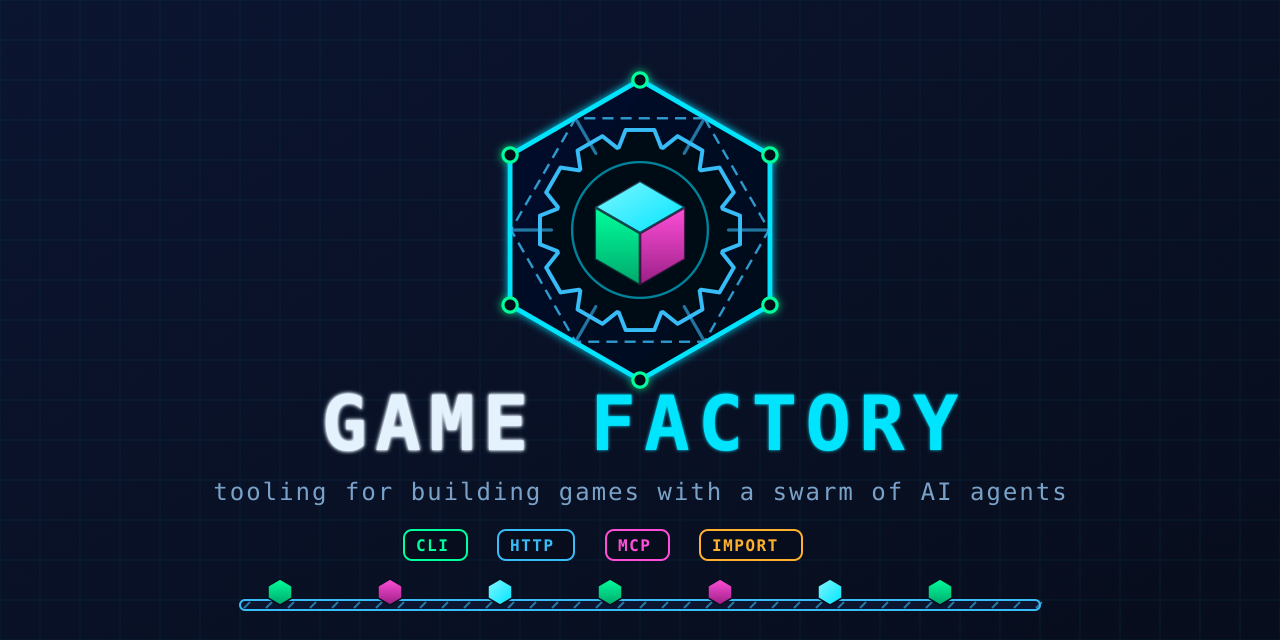 GAME FACTORY
tooling for building games with a swarm of AI agents
CLI HTTP MCP IMPORT